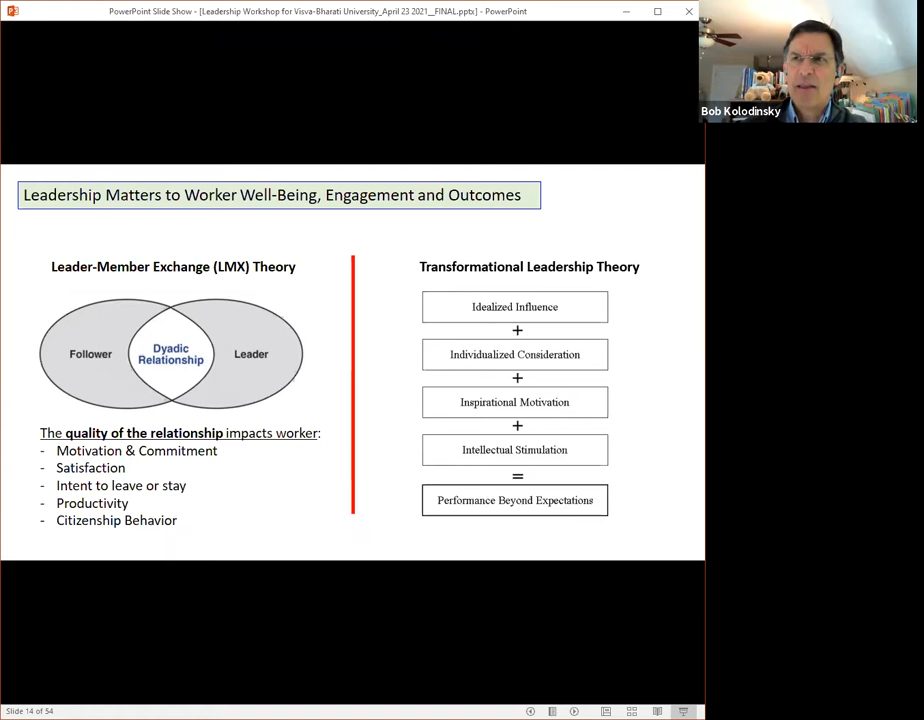 PowerPoint Slide Show - [Leadership Workshop for Visva-Bharati University_April 23 2021__FINAL.pptx] - PowerPoint
Bob Kolodinsky
Leadership Matters to Worker Well-Being, Engagement and Outcomes
Leader-Member Exchange (LMX) Theory
Follower
Dyadic
Relationship
Leader
The quality of the relationship impacts worker:
- Motivation & Commitment
- Satisfaction
- Intent to leave or stay
- Productivity
- Citizenship Behavior
Transformational Leadership Theory
Idealized Influence
+
Individualized Consideration
+
Inspirational Motivation
+
Intellectual Stimulation
=
Performance Beyond Expectations
Slide 14 of 54